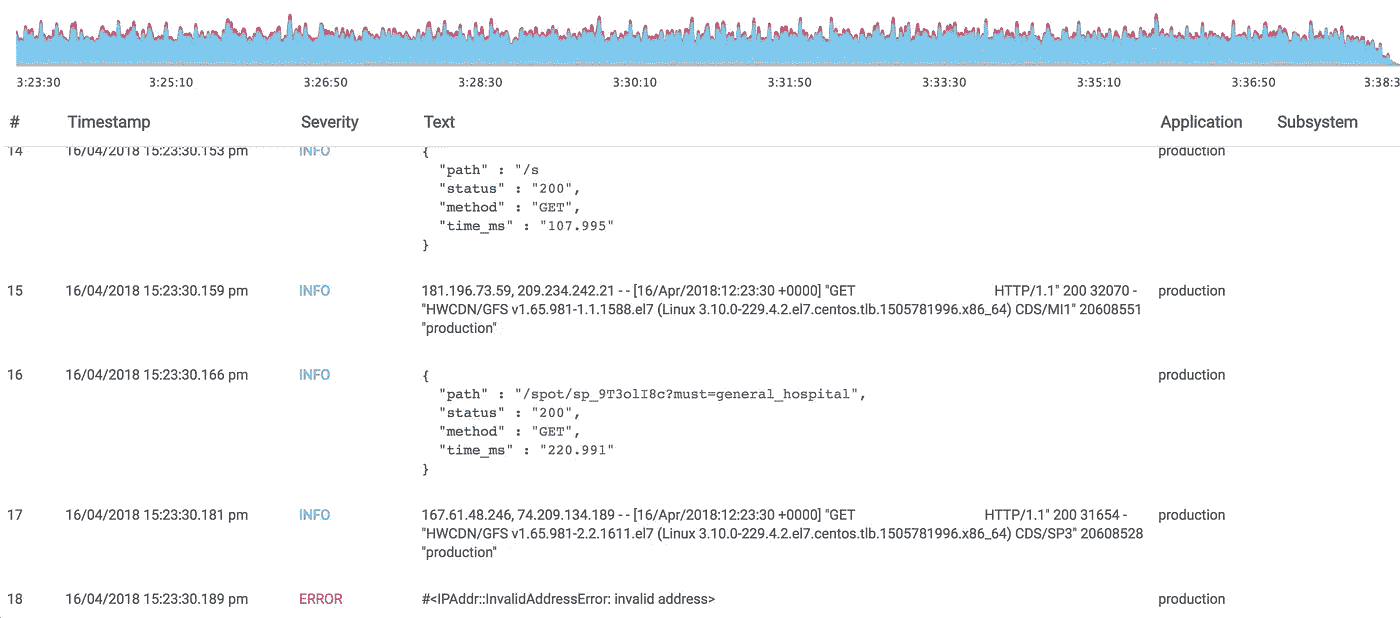 3:23:30 3:25:10 3:26:50 3:28:30 3:30:10 3:31:50 3:33:30 3:35:10 3:36:50 3:38:3
# Timestamp Severity Text Application Subsystem
14 16/04/2018 15:23:30.153 pm INFO { production
"path" : "/s
"status" : "200",
"method" : "GET",
"time_ms" : "107.995"
}
15 16/04/2018 15:23:30.159 pm INFO 181.196.73.59, 209.234.242.21 - - [16/Apr/2018:12:23:30 +0000] "GET HTTP/1.1" 200 32070 - production
"HWCDN/GFS v1.65.981-1.1.1588.el7 (Linux 3.10.0-229.4.2.el7.centos.tlb.1505781996.x86_64) CDS/MI1" 20608551
"production"
16 16/04/2018 15:23:30.166 pm INFO { production
"path" : "/spot/sp_9T3olI8c?must=general_hospital",
"status" : "200",
"method" : "GET",
"time_ms" : "220.991"
}
17 16/04/2018 15:23:30.181 pm INFO 167.61.48.246, 74.209.134.189 - - [16/Apr/2018:12:23:30 +0000] "GET HTTP/1.1" 200 31654 - production
"HWCDN/GFS v1.65.981-2.2.1611.el7 (Linux 3.10.0-229.4.2.el7.centos.tlb.1505781996.x86_64) CDS/SP3" 20608528
"production"
18 16/04/2018 15:23:30.189 pm ERROR #<IPAddr::InvalidAddressError: invalid address> production